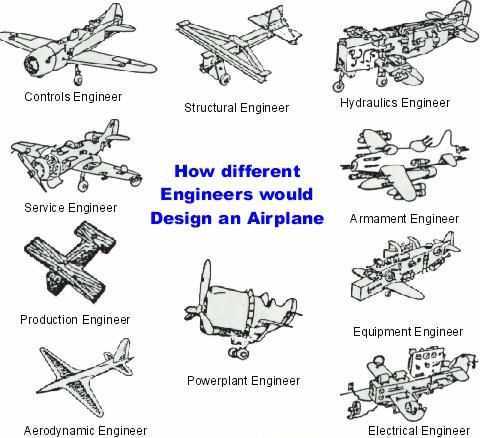 Controls Engineer
Structural Engineer
Hydraulics Engineer
Service Engineer
How different
Engineers would
Design an Airplane
Armament Engineer
Production Engineer
Powerplant Engineer
Equipment Engineer
Aerodynamic Engineer
Electrical Engineer